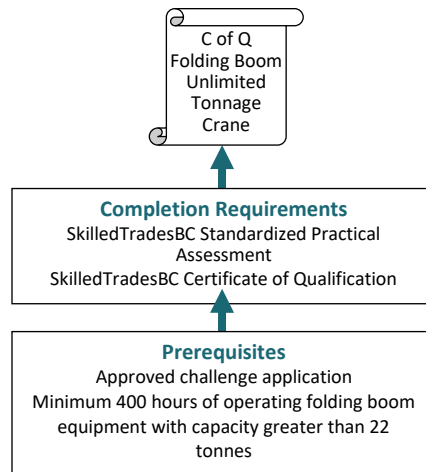 C of Q
Folding Boom
Unlimited
Tonnage
Crane
Completion Requirements
SkilledTradesBC Standardized Practical
Assessment
SkilledTradesBC Certificate of Qualification
Prerequisites
Approved challenge application
Minimum 400 hours of operating folding boom
equipment with capacity greater than 22
tonnes